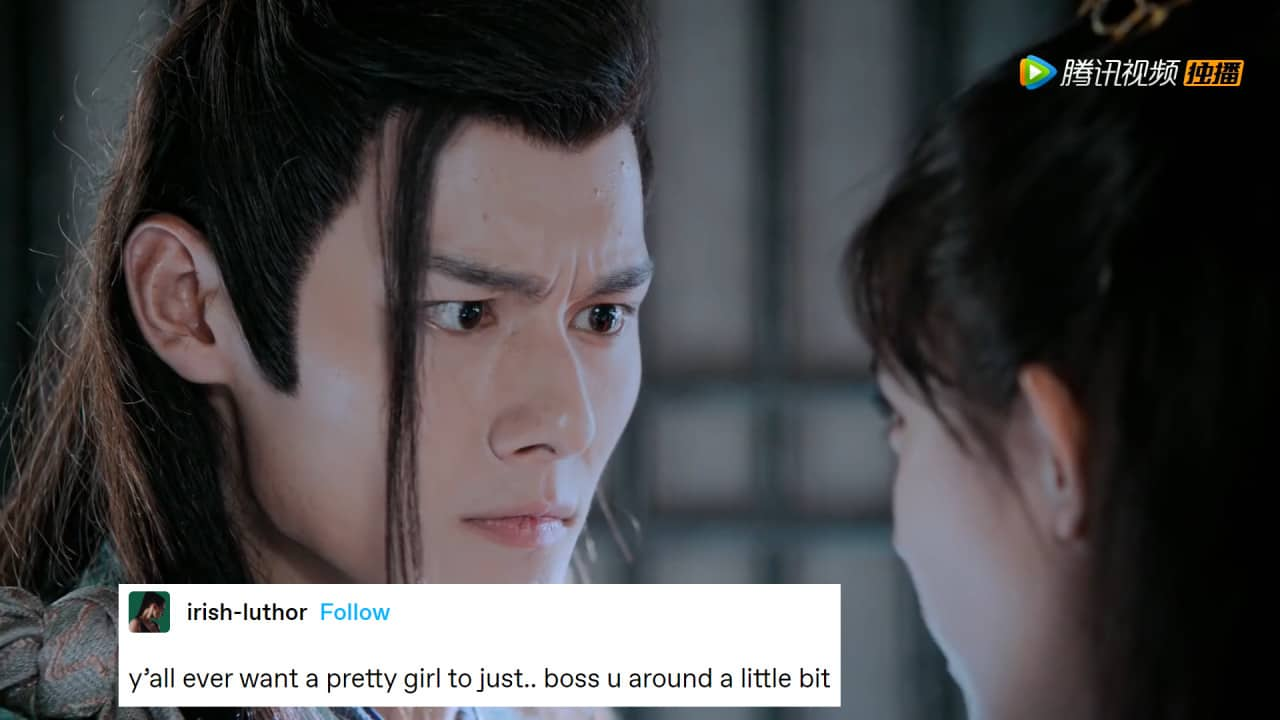 腾讯视频 独播
irish-luthor Follow
y’all ever want a pretty girl to just.. boss u around a little bit